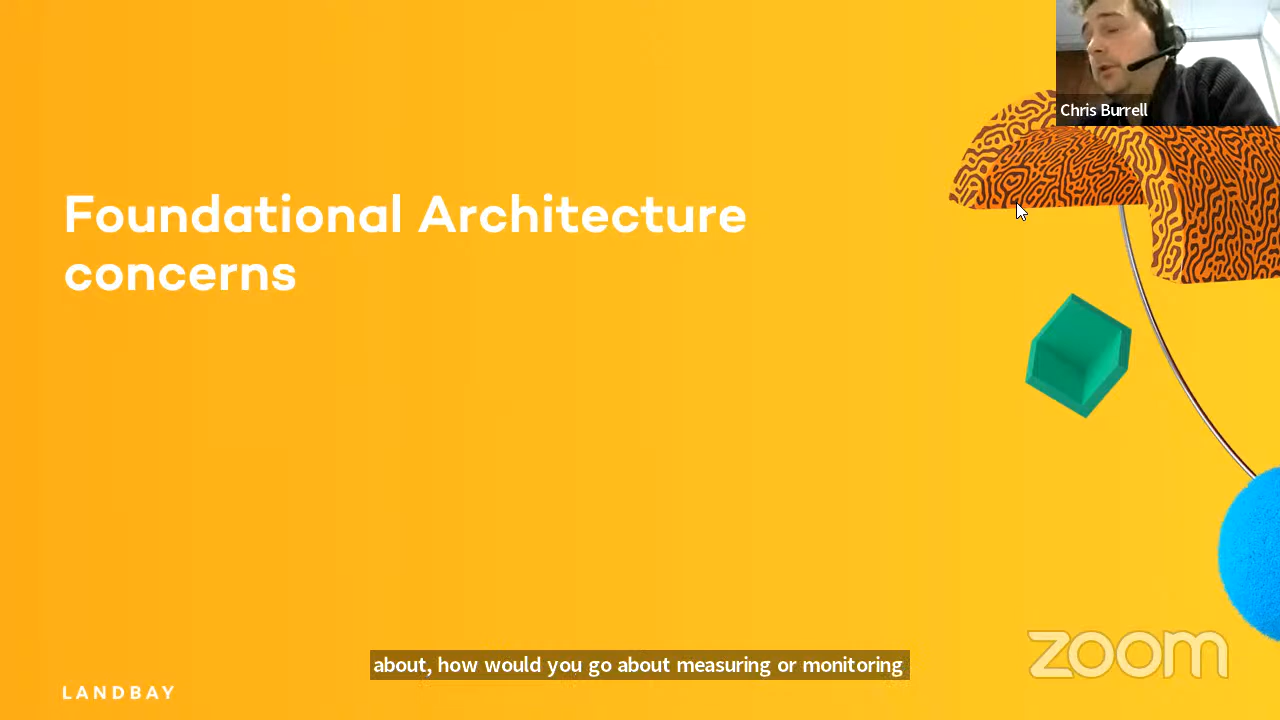 Chris Burrell
Foundational Architecture
concerns
about, how would you go about measuring or monitoring
zoom
LANDBAY